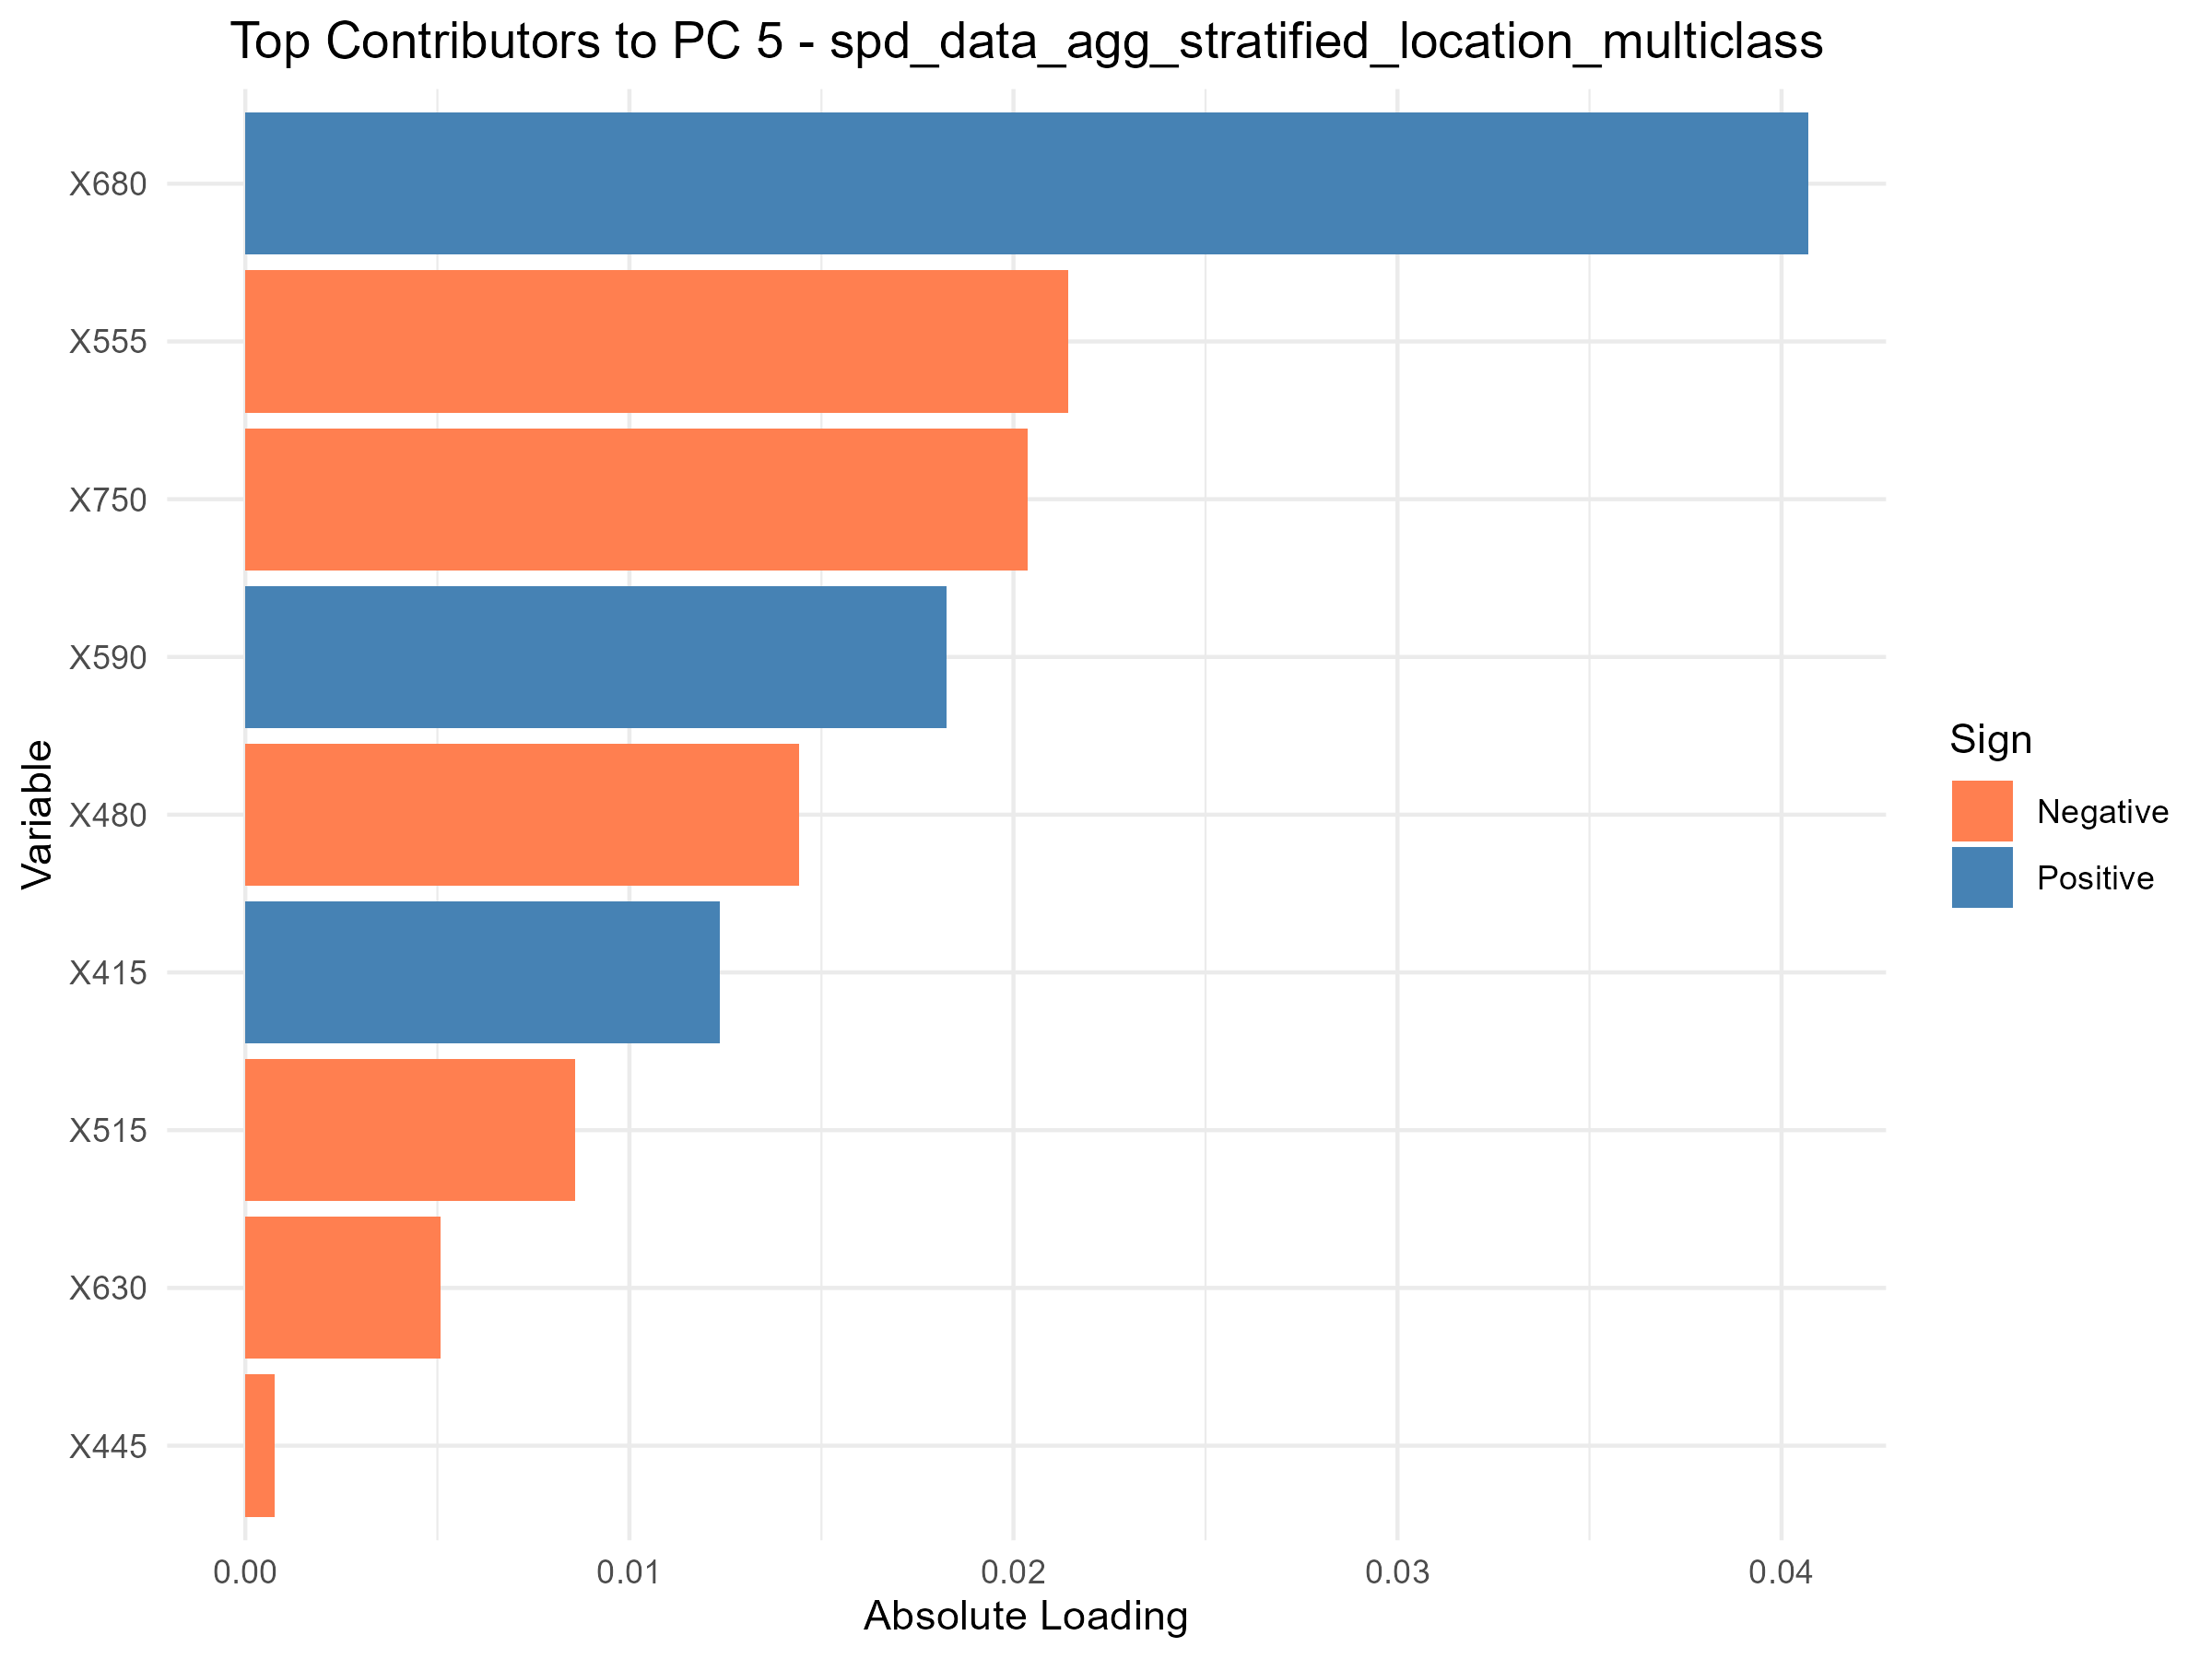 Top Contributors to PC 5 - spd_data_agg_stratified_location_multiclass
Variable
X680
X555
X750
X590
X480
X415
X515
X630
X445
0.00 0.01 0.02 0.03 0.04
Absolute Loading
Sign
Negative
Positive